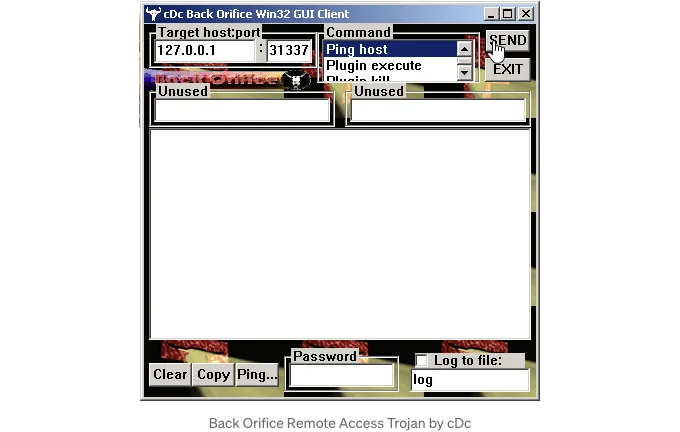 cDc Back Orifice Win32 GUI Client
Target host:port
127.0.0.1 : 31337
Command
Ping host
Plugin execute
Plugin kill
SEND
EXIT
Back Orifice
Unused
Unused
Clear Copy Ping...
Password
Log to file:
log
Back Orifice Remote Access Trojan by cDc